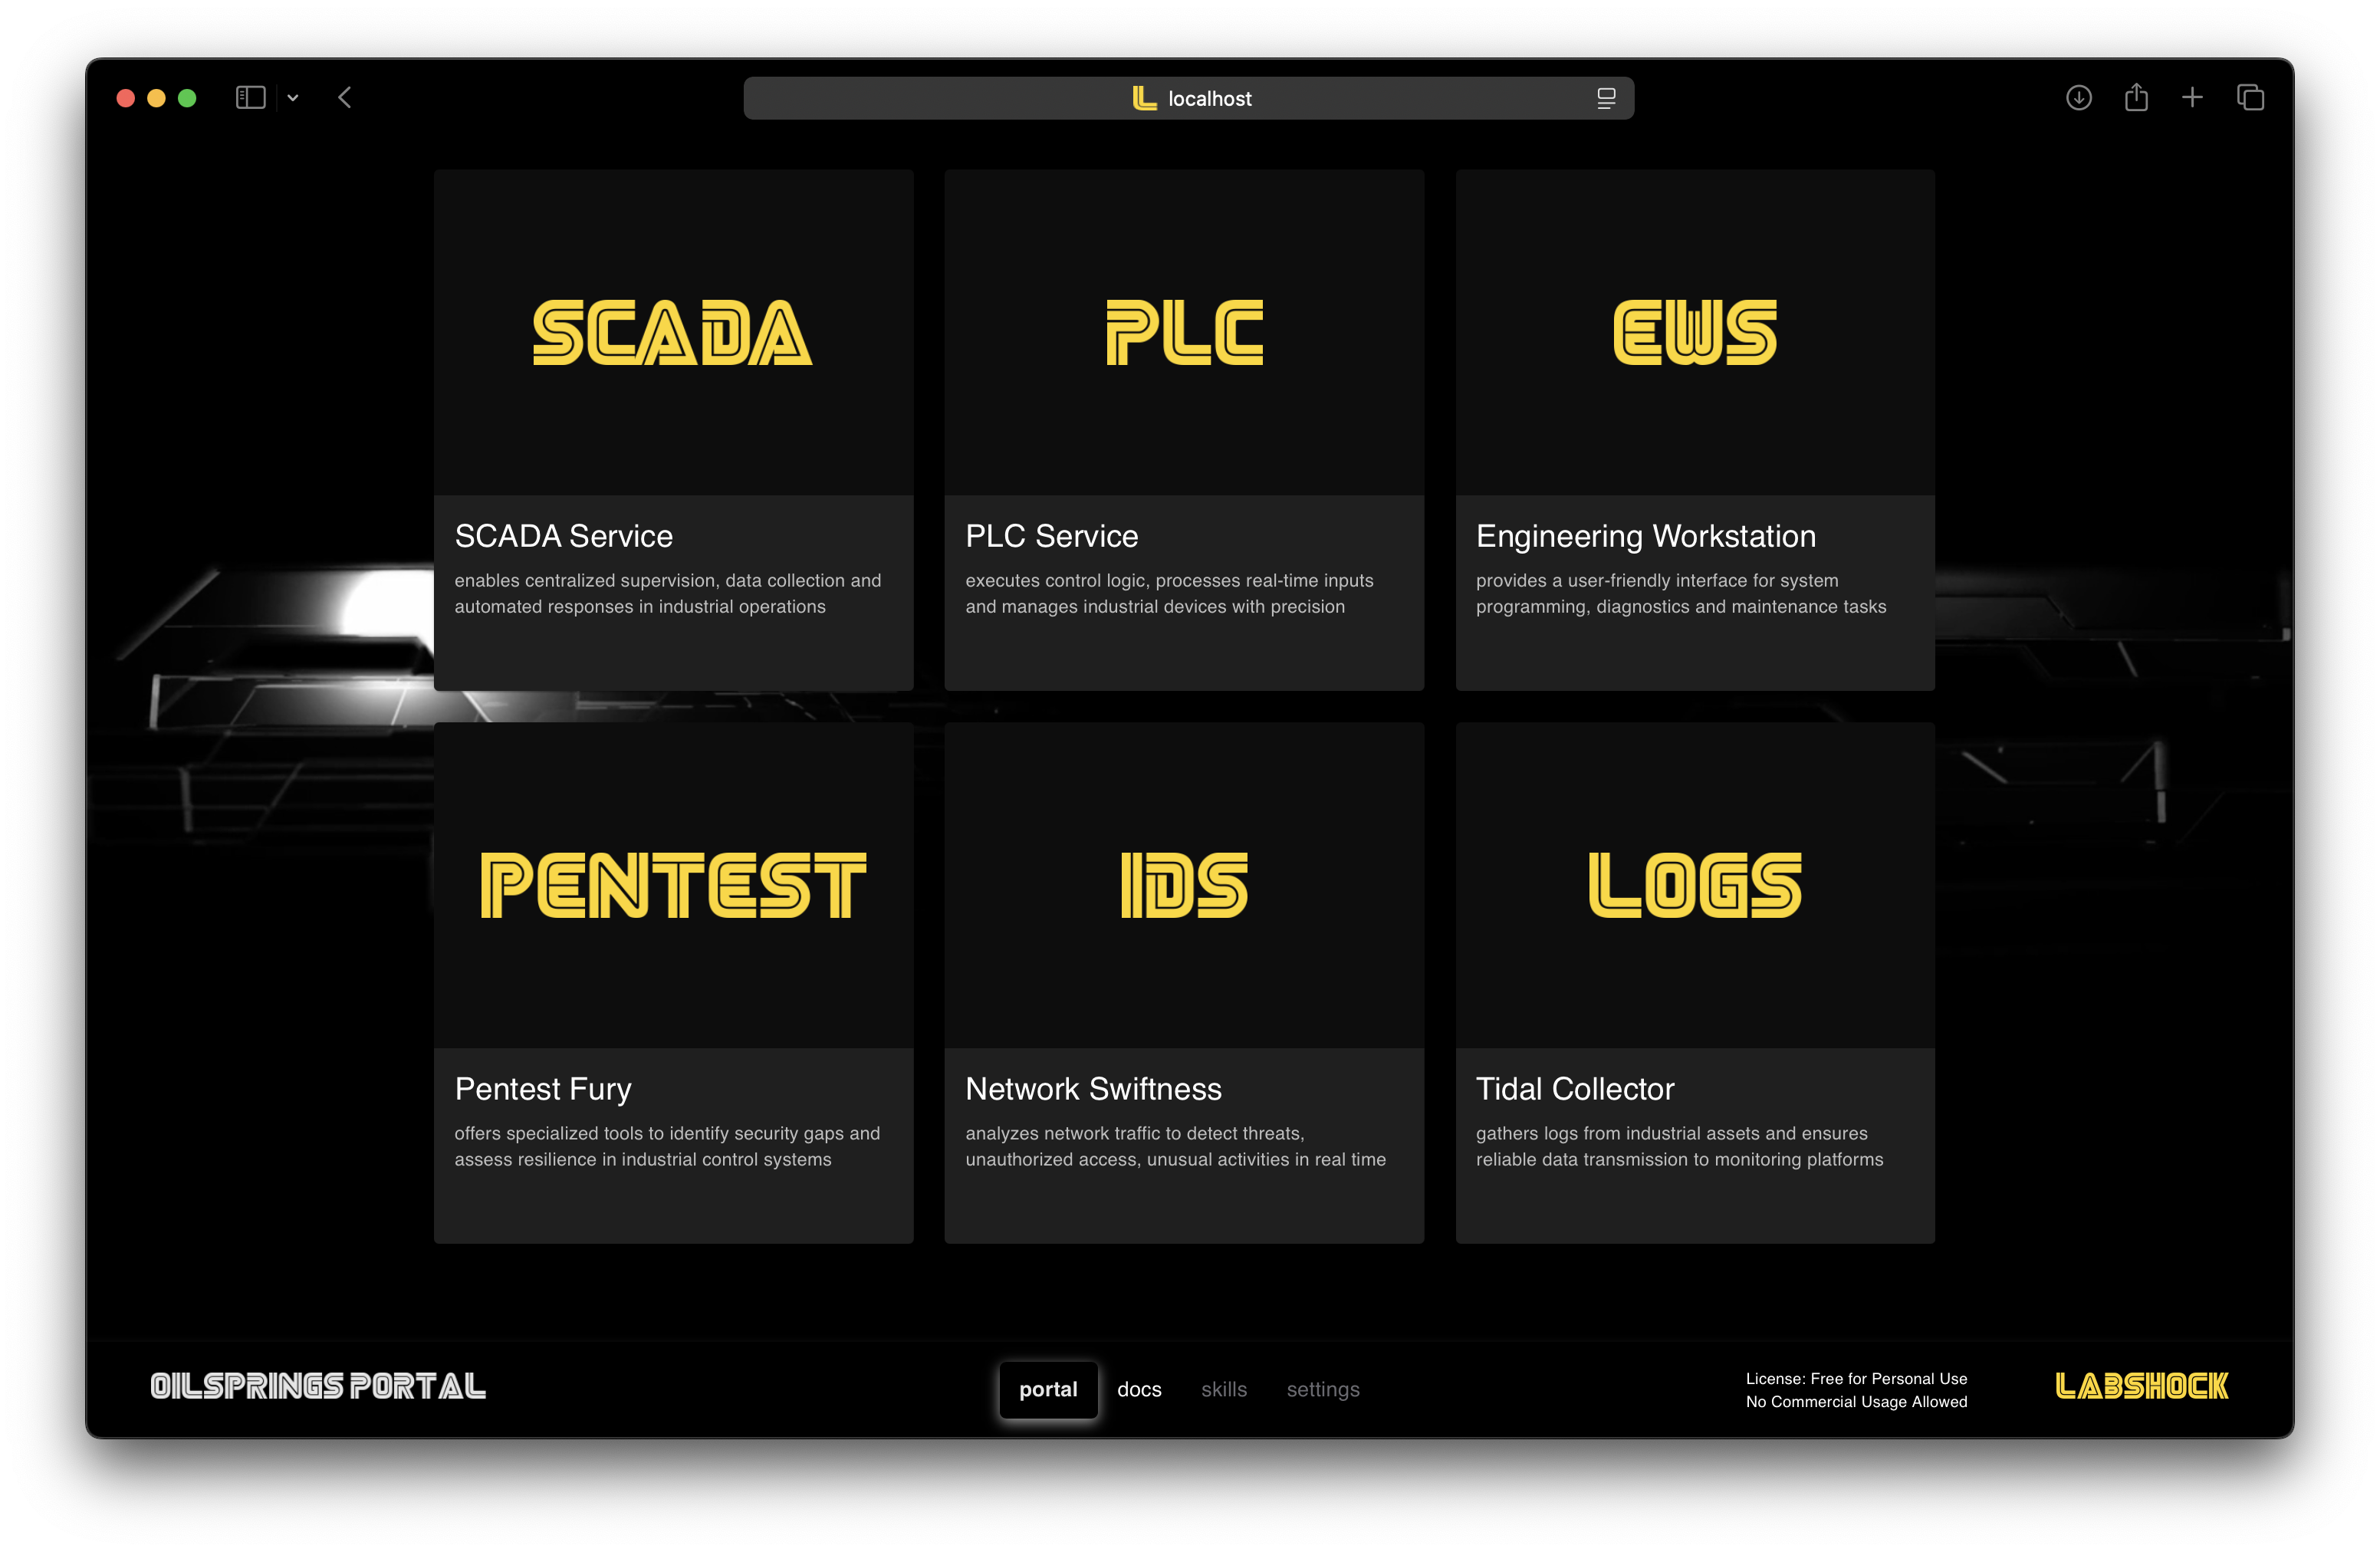 localhost
SCADA
PLC
EWS
SCADA Service
enables centralized supervision, data collection and
automated responses in industrial operations
PLC Service
executes control logic, processes real-time inputs
and manages industrial devices with precision
Engineering Workstation
provides a user-friendly interface for system
programming, diagnostics and maintenance tasks
PENTEST
IDS
LOGS
Pentest Fury
offers specialized tools to identify security gaps and
assess resilience in industrial control systems
Network Swiftness
analyzes network traffic to detect threats,
unauthorized access, unusual activities in real time
Tidal Collector
gathers logs from industrial assets and ensures
reliable data transmission to monitoring platforms
OILSPRINGS PORTAL
portal
docs
skills
settings
License: Free for Personal Use
No Commercial Usage Allowed
LABSHOCK